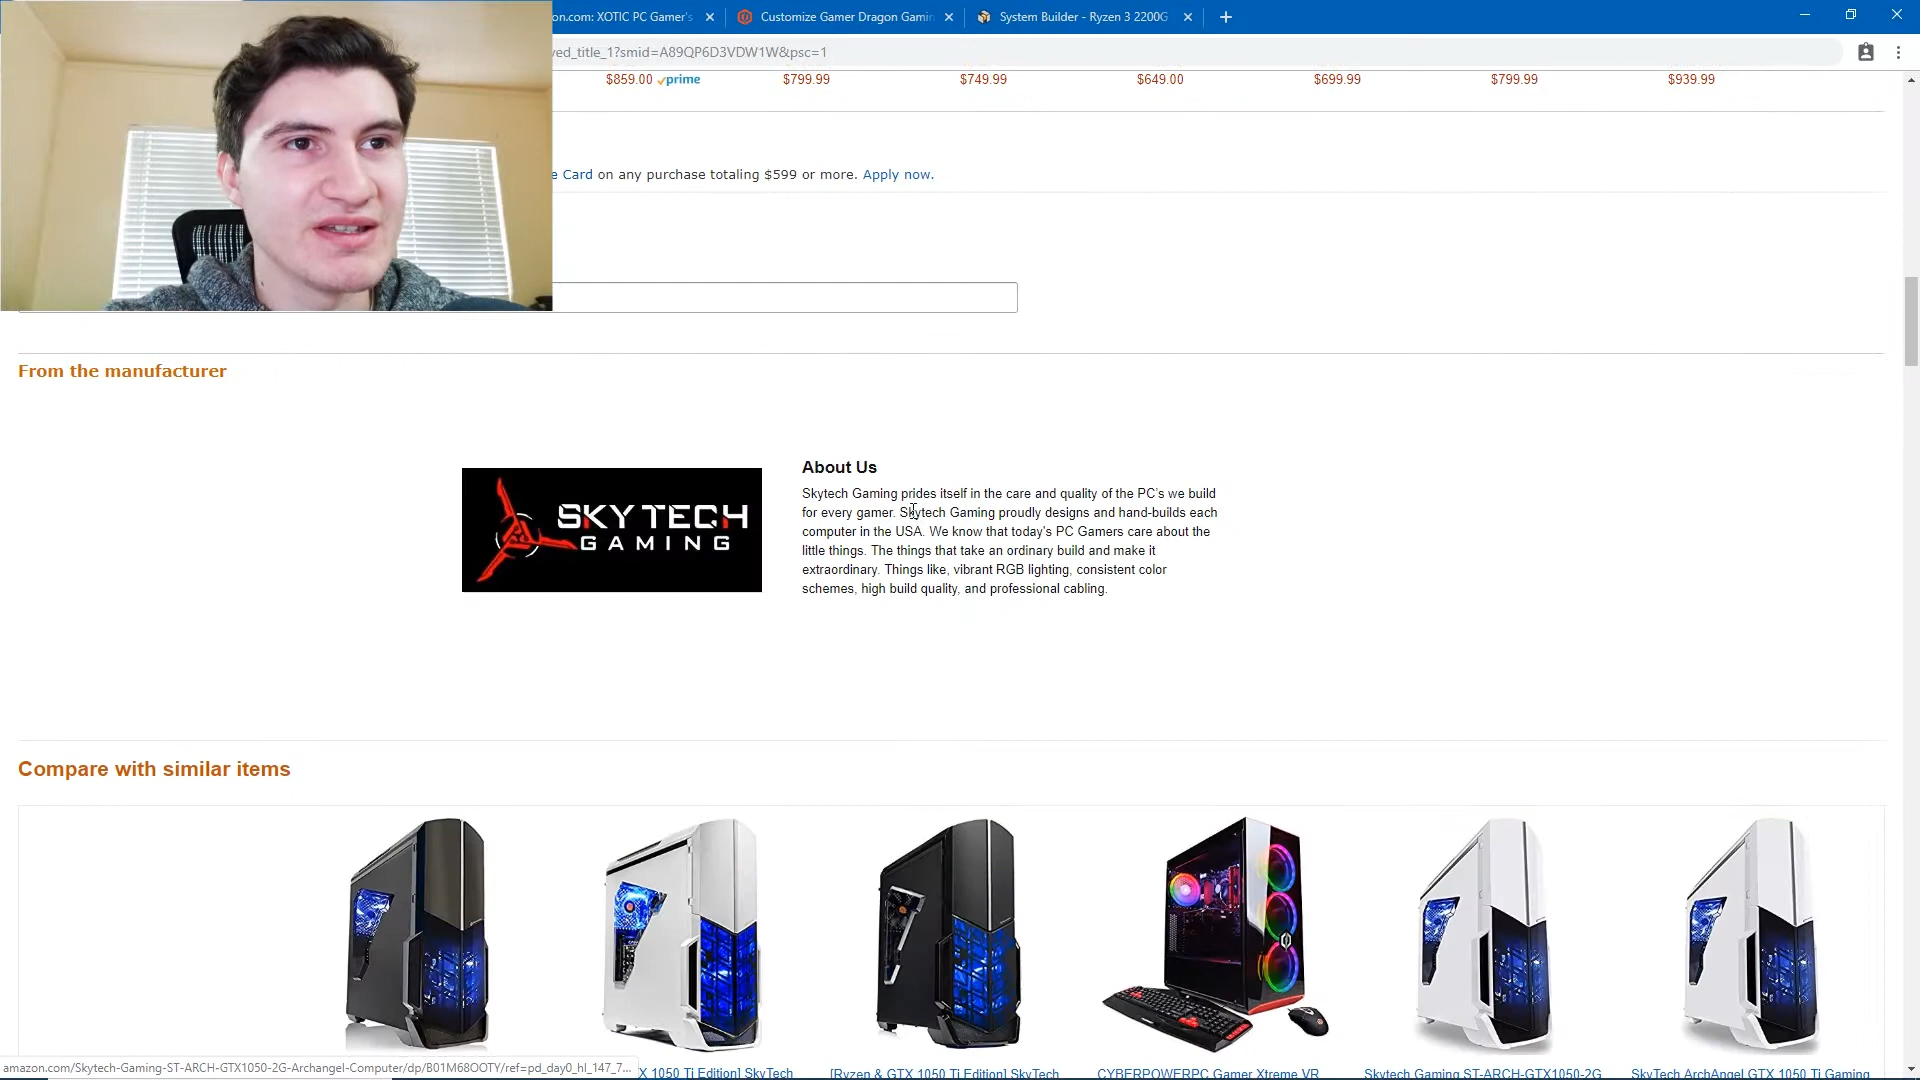 on.com: XOTIC PC Gamer's
Customize Gamer Dragon Gamin
System Builder - Ryzen 3 2200G
ved_title_1?smid=A89QP6D3VDW1W&psc=1
$859.00 prime $799.99 $749.99 $649.00 $699.99 $799.99 $939.99
e Card on any purchase totaling $599 or more. Apply now.
From the manufacturer
SKYTECH
GAMING
About Us
Skytech Gaming prides itself in the care and quality of the PC's we build
for every gamer. Skytech Gaming proudly designs and hand-builds each
computer in the USA. We know that today's PC Gamers care about the
little things. The things that take an ordinary build and make it
extraordinary. Things like, vibrant RGB lighting, consistent color
schemes, high build quality, and professional cabling.
Compare with similar items
amazon.com/Skytech-Gaming-ST-ARCH-GTX1050-2G-Archangel-Computer/dp/B01M68OOTY/ref=pd_day0_hl_147_7...
X 1050 Ti Edition] SkyTech
[Ryzen & GTX 1050 Ti Edition] SkyTech
CYBERPOWERPC Gamer Xtreme VR
Skytech Gaming ST-ARCH-GTX1050-2G
SkyTech ArchAngel GTX 1050 Ti Gaming